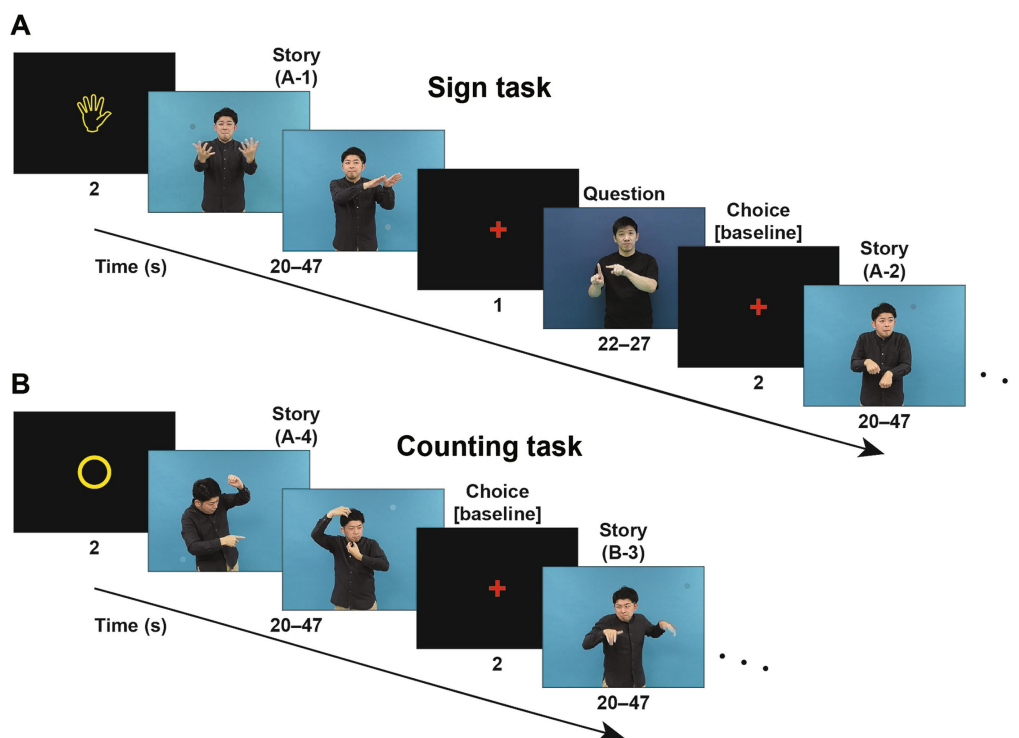 A
Story
(A-1)
Sign task
2
Question
Choice
[baseline]
Story
(A-2)
Time (s)
20–47
1
22–27
2
20–47
B
Story
(A-4)
Counting task
Choice
[baseline]
Story
(B-3)
2
Time (s)
20–47
2
20–47